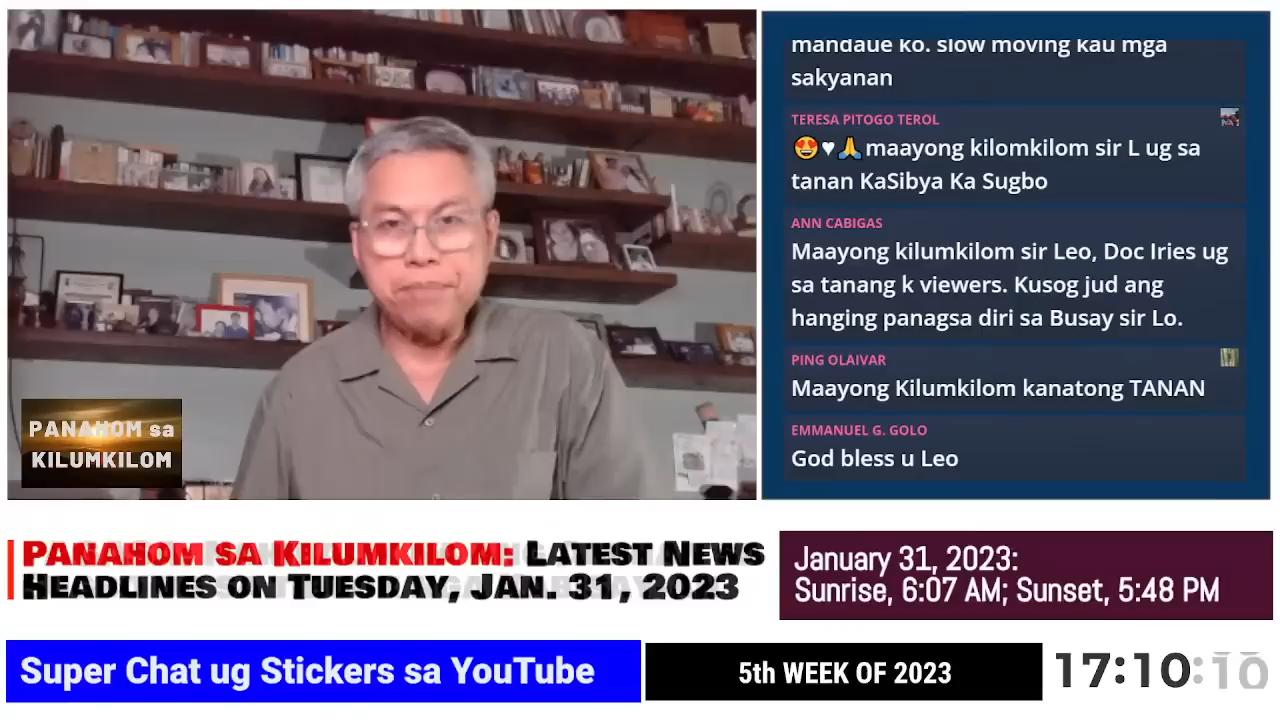 mandaue ko. slow moving kau mga
sakyanan
TERESA PITOGO TEROL
😍♥🙏maayong kilomkilom sir L ug sa
tanan KaSibya Ka Sugbo
ANN CABIGAS
Maayong kilumkilom sir Leo, Doc Iries ug
sa tanang k viewers. Kusog jud ang
hanging panagsa diri sa Busay sir Lo.
PING OLAIVAR
Maayong Kilumkilom kanatong TANAN
EMMANUEL G. GOLO
God bless u Leo
PANAHOM sa
KILUMKILOM
PANAHOM SA KILUMKILOM: LATEST NEWS
HEADLINES ON TUESDAY, JAN. 31, 2023
January 31, 2023:
Sunrise, 6:07 AM; Sunset, 5:48 PM
Super Chat ug Stickers sa YouTube
5th WEEK OF 2023
17:10:10